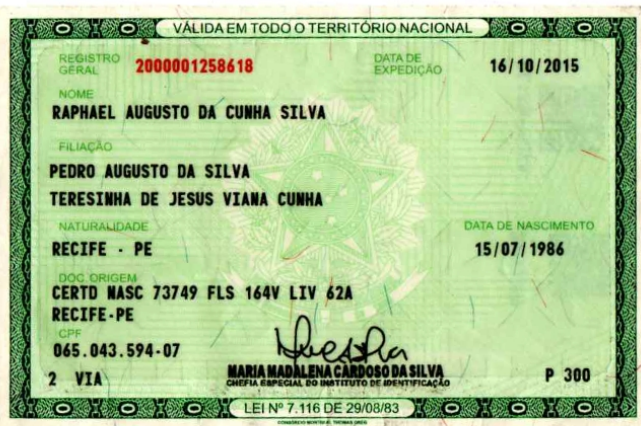 VÁLIDA EM TODO O TERRITÓRIO NACIONAL
REGISTRO GERAL 2000001258618 DATA DE EXPEDIÇÃO 16/10/2015
NOME
RAPHAEL AUGUSTO DA CUNHA SILVA
FILIAÇÃO
PEDRO AUGUSTO DA SILVA
TERESINHA DE JESUS VIANA CUNHA
NATURALIDADE DATA DE NASCIMENTO
RECIFE - PE 15/07/1986
DOC ORIGEM
CERTD NASC 73749 FLS 164V LIV 62A
RECIFE-PE
CPF
065.043.594-07
MARIA MADALENA CARDOSO DA SILVA
2 VIA CHEFIA ESPECIAL DO INSTITUTO DE IDENTIFICAÇÃO P 300
LEI Nº 7.116 DE 29/08/83